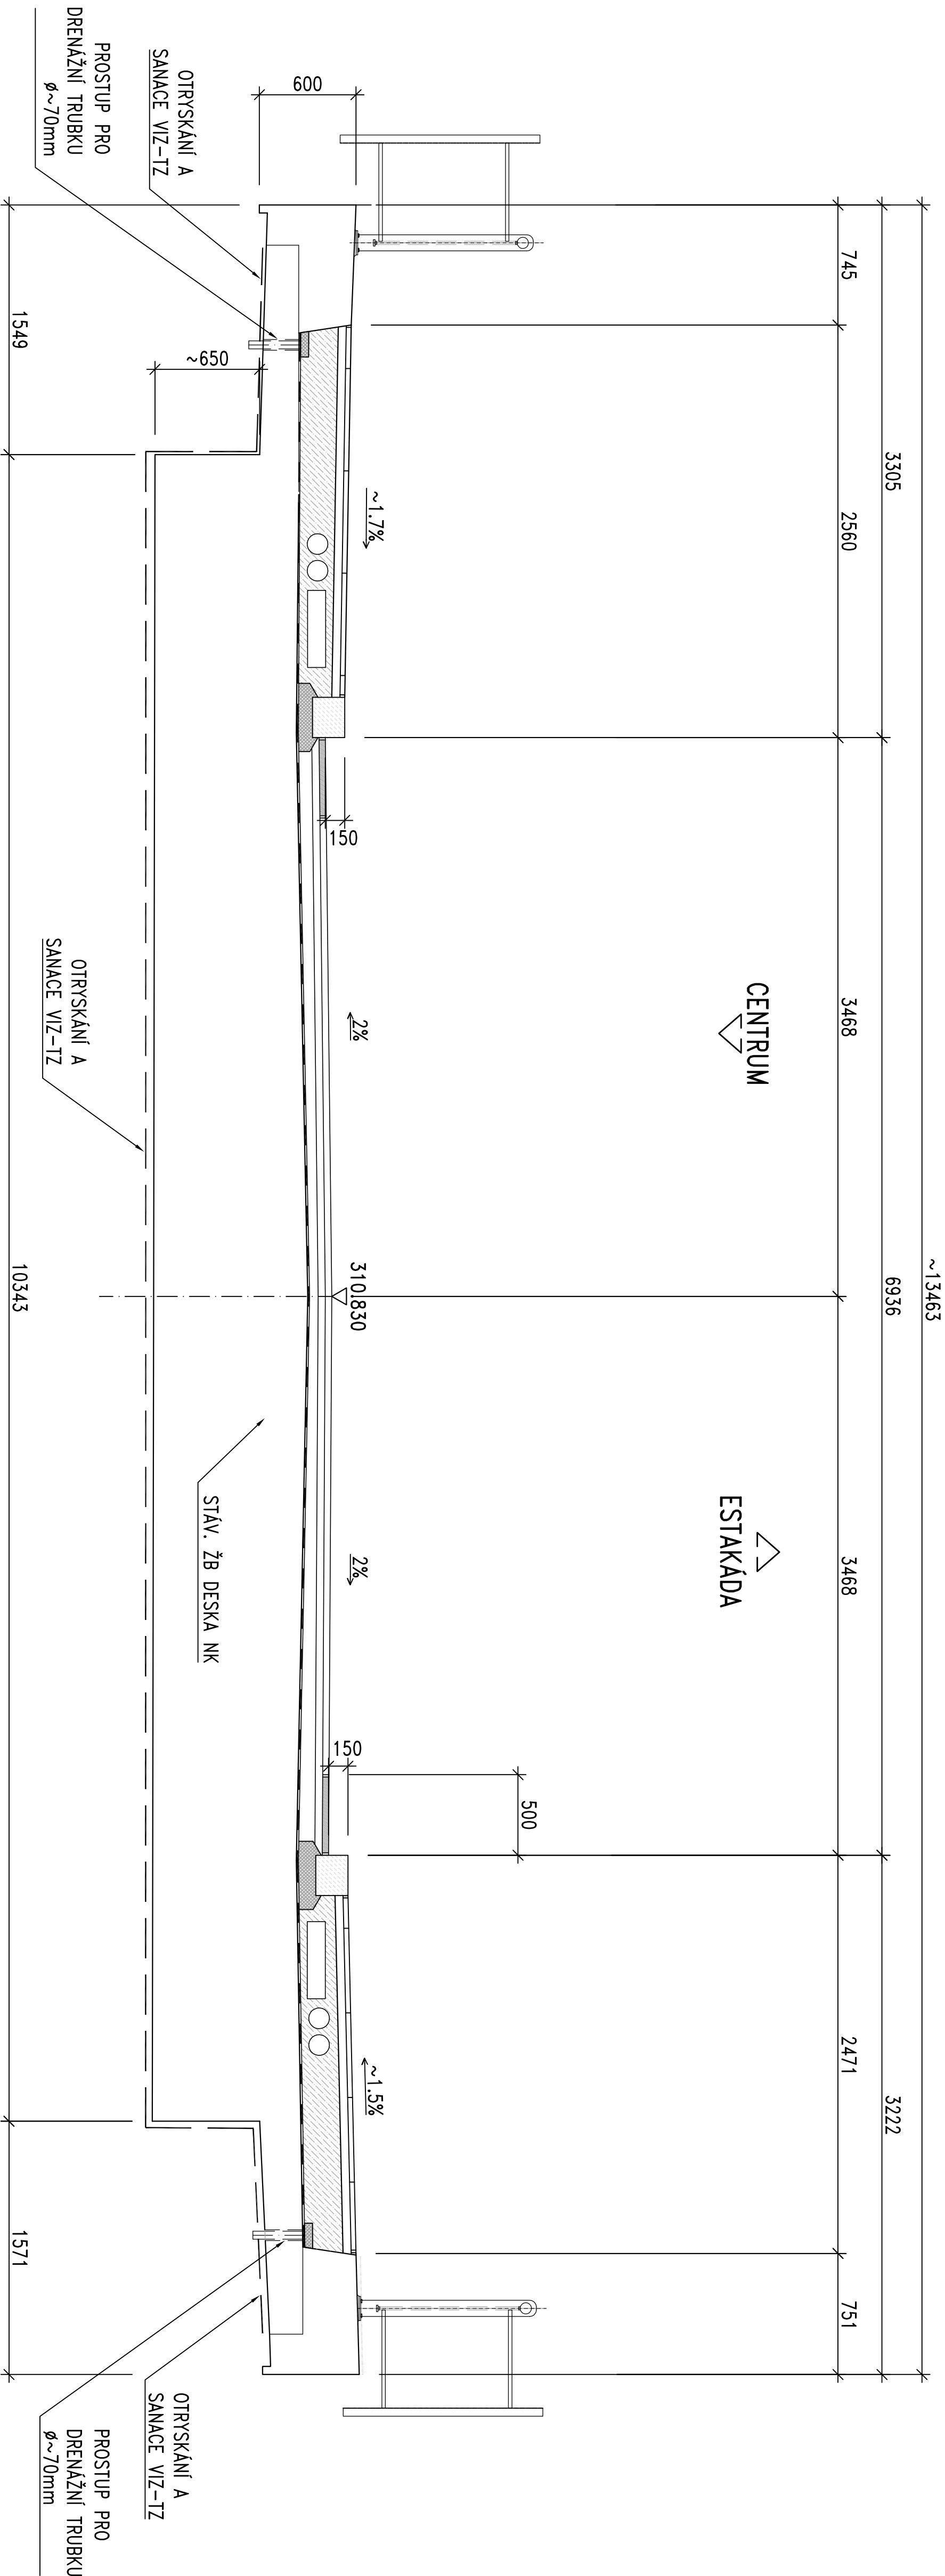 ~13463
3305
6936
3222
745
2560
3468
3468
2471
751
CENTRUM
ESTAKÁDA
500
600
~1.7%
2%
310.830
2%
~1.5%
150
150
~650
OTRYSKÁNÍ A
SANACE VIZ-TZ
PROSTUP PRO
DRENÁŽNÍ TRUBKU
ø~70mm
OTRYSKÁNÍ A
SANACE VIZ-TZ
STÁV. ŽB DESKA NK
OTRYSKÁNÍ A
SANACE VIZ-TZ
PROSTUP PRO
DRENÁŽNÍ TRUBKU
ø~70mm
1549
10343
1571